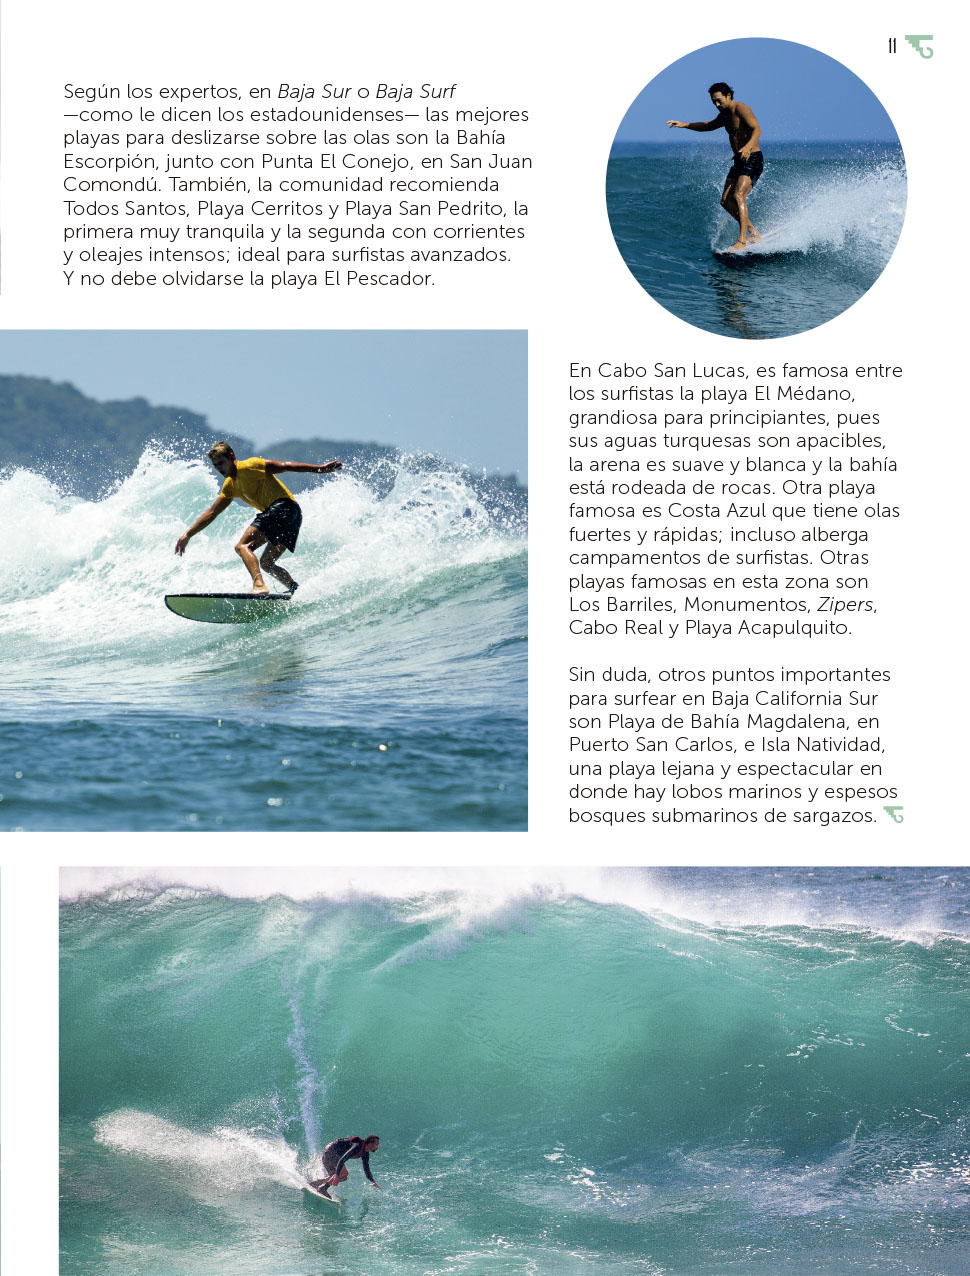 11
Según los expertos, en Baja Sur o Baja Surf
—como le dicen los estadounidenses— las mejores
playas para deslizarse sobre las olas son la Bahía
Escorpión, junto con Punta El Conejo, en San Juan
Comondú. También, la comunidad recomienda
Todos Santos, Playa Cerritos y Playa San Pedrito, la
primera muy tranquila y la segunda con corrientes
y oleajes intensos; ideal para surfistas avanzados.
Y no debe olvidarse la playa El Pescador.
En Cabo San Lucas, es famosa entre
los surfistas la playa El Médano,
grandiosa para principiantes, pues
sus aguas turquesas son apacibles,
la arena es suave y blanca y la bahía
está rodeada de rocas. Otra playa
famosa es Costa Azul que tiene olas
fuertes y rápidas; incluso alberga
campamentos de surfistas. Otras
playas famosas en esta zona son
Los Barriles, Monumentos, Zipers,
Cabo Real y Playa Acapulquito.
Sin duda, otros puntos importantes
para surfear en Baja California Sur
son Playa de Bahía Magdalena, en
Puerto San Carlos, e Isla Natividad,
una playa lejana y espectacular en
donde hay lobos marinos y espesos
bosques submarinos de sargazos.